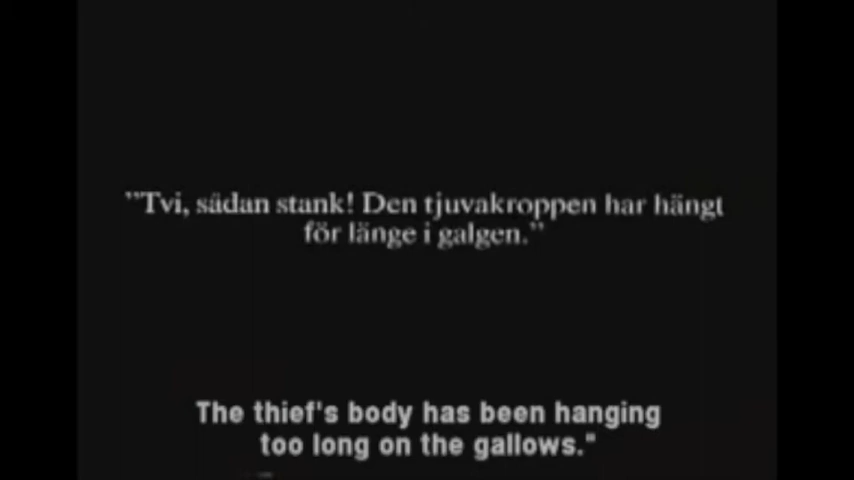 ”Tvi, sådan stank! Den tjuvakroppen har hängt
för länge i galgen.”
The thief's body has been hanging
too long on the gallows."